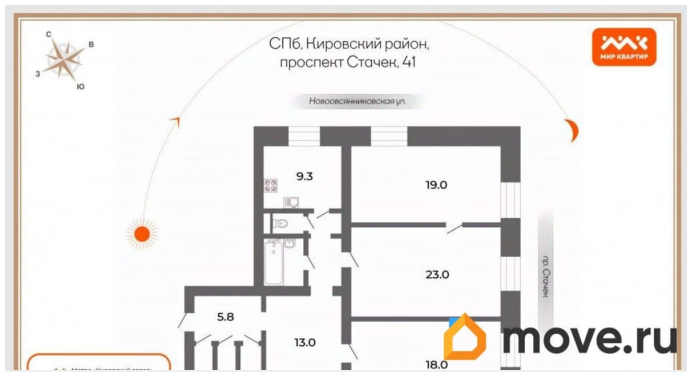 СПб, Кировский район,
проспект Стачек, 41
МИР КВАРТИР
С
В
З
Ю
Новоовсянниковская ул.
9.3
19.0
23.0
пр. Стачек
5.8
13.0
18.0
move.ru